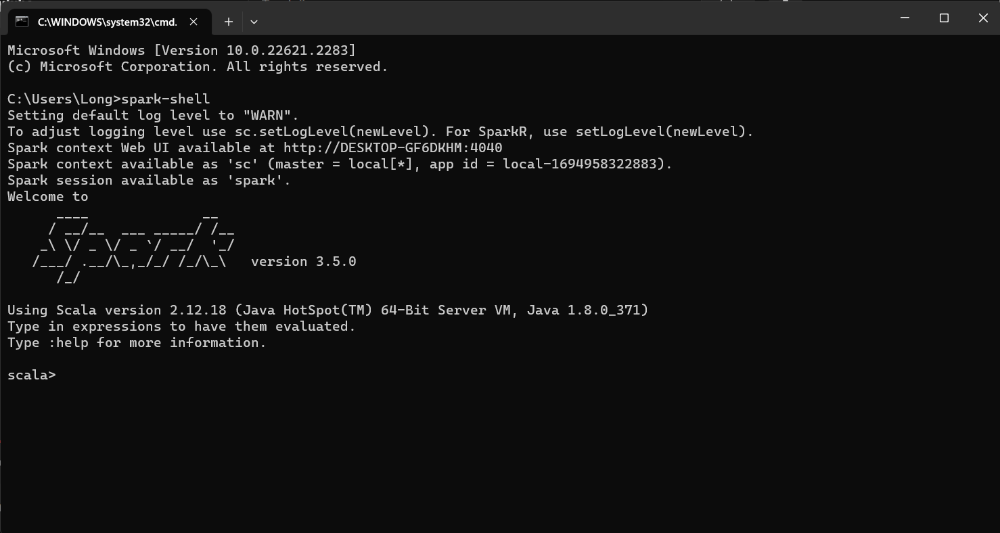 C:\WINDOWS\system32\cmd.
Microsoft Windows [Version 10.0.22621.2283]
(c) Microsoft Corporation. All rights reserved.
C:\Users\Long>spark-shell
Setting default log level to "WARN".
To adjust logging level use sc.setLogLevel(newLevel). For SparkR, use setLogLevel(newLevel).
Spark context Web UI available at http://DESKTOP-GF6DKHM:4040
Spark context available as 'sc' (master = local[*], app id = local-1694958322883).
Spark session available as 'spark'.
Welcome to
      ____              __
     / __/__  ___ _____/ /__
    _\ \/ _ \/ _ `/ __/  '_/
   /___/ .__/\_,_/_/ /_/\_\   version 3.5.0
      /_/
Using Scala version 2.12.18 (Java HotSpot(TM) 64-Bit Server VM, Java 1.8.0_371)
Type in expressions to have them evaluated.
Type :help for more information.
scala>